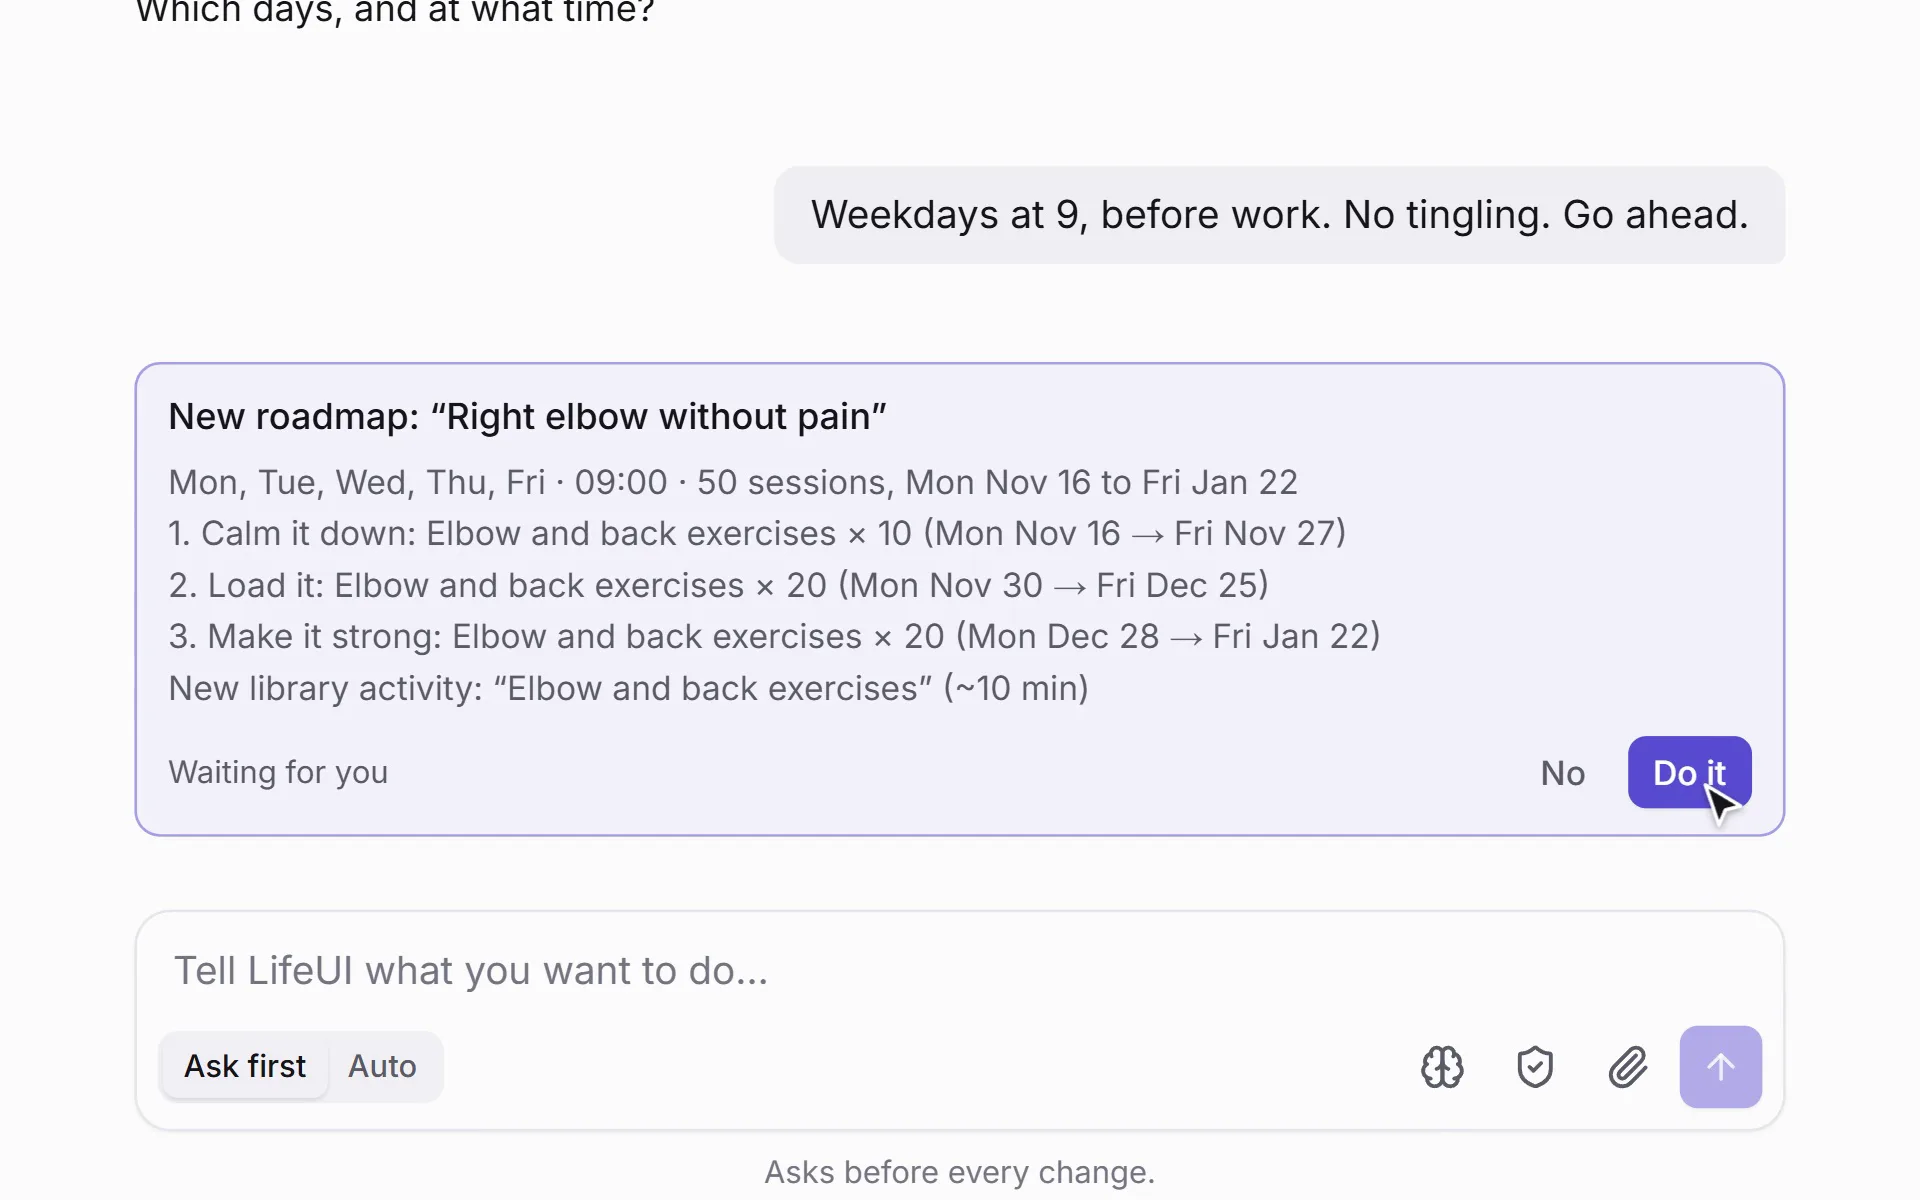 Which days, and at what time?
Weekdays at 9, before work. No tingling. Go ahead.
New roadmap: “Right elbow without pain”
Mon, Tue, Wed, Thu, Fri · 09:00 · 50 sessions, Mon Nov 16 to Fri Jan 22
1. Calm it down: Elbow and back exercises × 10 (Mon Nov 16 → Fri Nov 27)
2. Load it: Elbow and back exercises × 20 (Mon Nov 30 → Fri Dec 25)
3. Make it strong: Elbow and back exercises × 20 (Mon Dec 28 → Fri Jan 22)
New library activity: “Elbow and back exercises” (~10 min)
Waiting for you
No
Do it
Tell LifeUI what you want to do...
Ask first
Auto
Asks before every change.